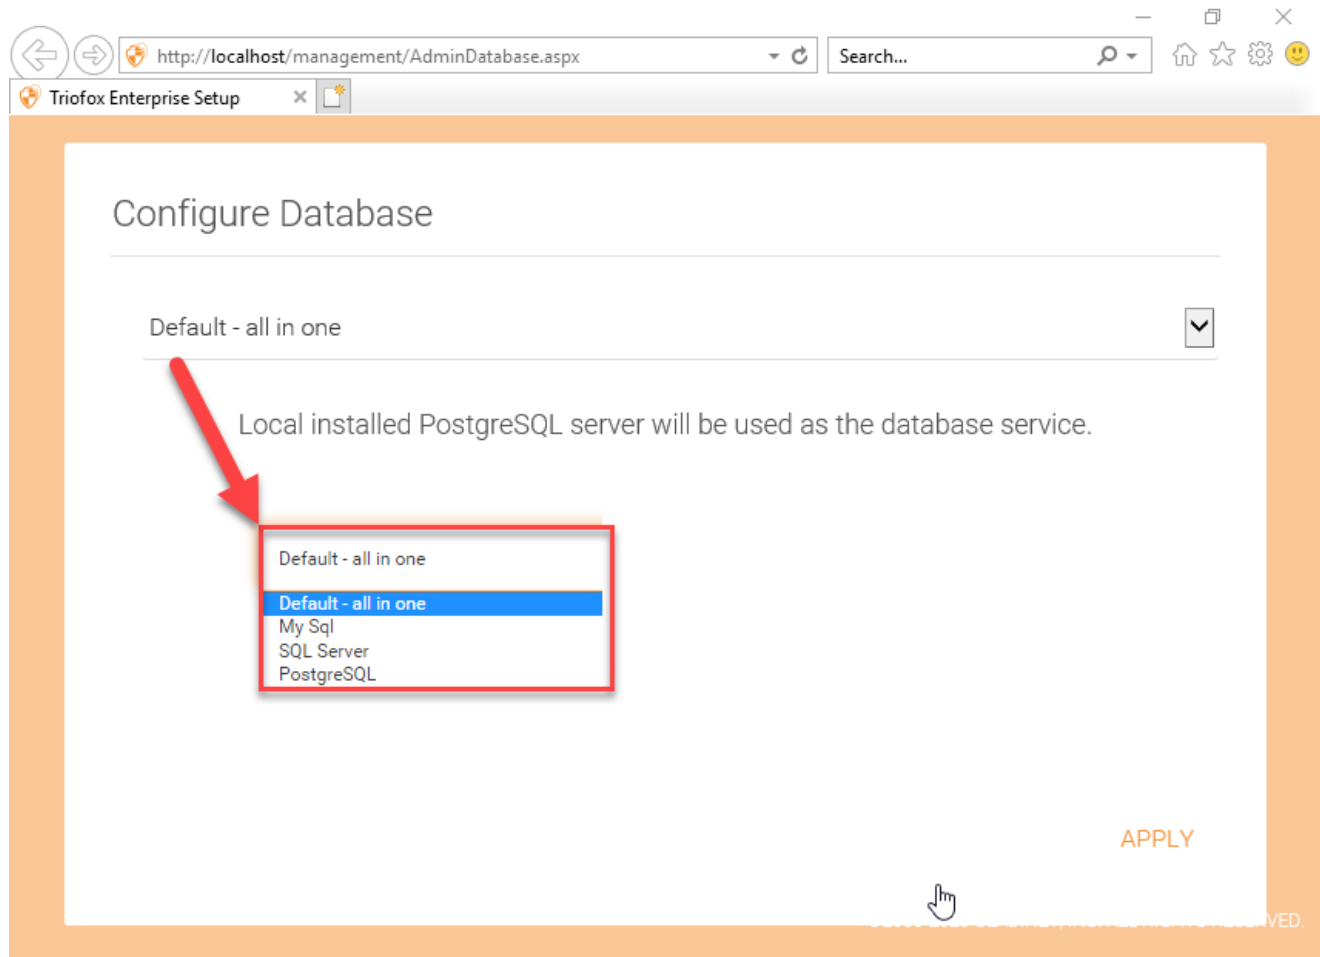 http://localhost/management/AdminDatabase.aspx
Search...
Triofox Enterprise Setup
Configure Database
Default - all in one
Local installed PostgreSQL server will be used as the database service.
Default - all in one
Default - all in one
My Sql
SQL Server
PostgreSQL
APPLY